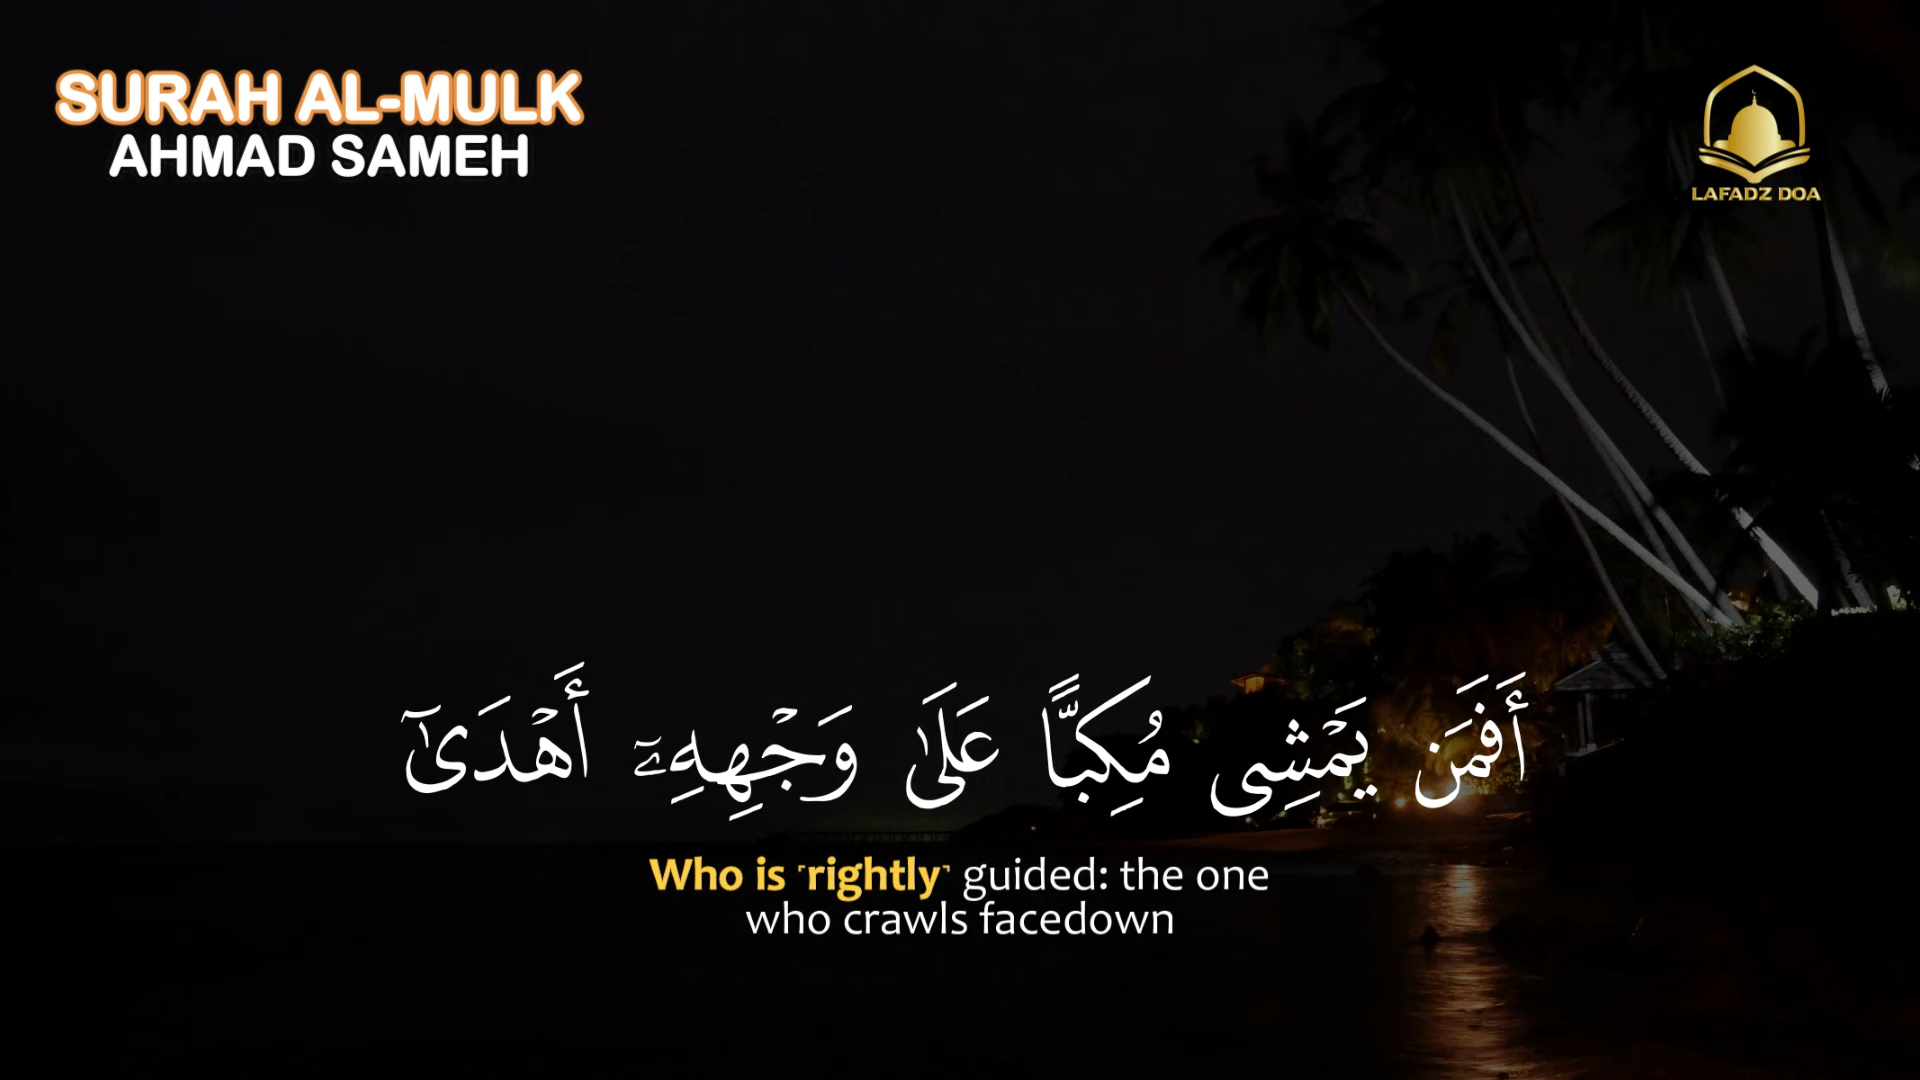 SURAH AL-MULK
AHMAD SAMEH
LAFADZ DOA
أَفَمَن يَمْشِى مُكِبًّا عَلَىٰ وَجْهِهِۦٓ أَهْدَىٰٓ
Who is ˹rightly˺ guided: the one
who crawls facedown